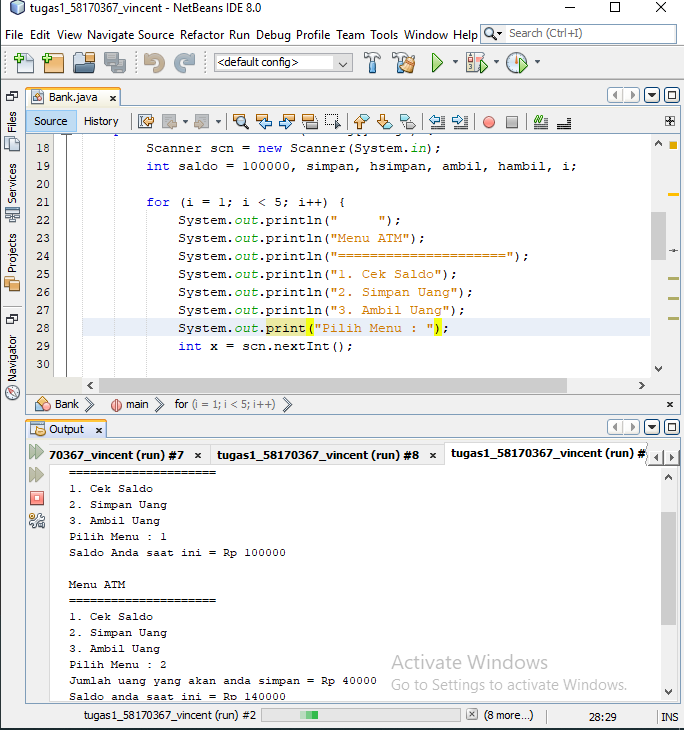 tugas1_58170367_vincent - NetBeans IDE 8.0
File Edit View Navigate Source Refactor Run Debug Profile Team Tools Window Help Search (Ctrl+I)
<default config>
Bank.java
Source History
Files
Services
Projects
Navigator
18 Scanner scn = new Scanner(System.in);
19 int saldo = 100000, simpan, hsimpan, ambil, hambil, i;
20
21 for (i = 1; i < 5; i++) {
22 System.out.println("     ");
23 System.out.println("Menu ATM");
24 System.out.println("=====================");
25 System.out.println("1. Cek Saldo");
26 System.out.println("2. Simpan Uang");
27 System.out.println("3. Ambil Uang");
28 System.out.print("Pilih Menu : ");
29 int x = scn.nextInt();
30
Bank main for (i = 1; i < 5; i++)
Output
70367_vincent (run) #7 tugas1_58170367_vincent (run) #8 tugas1_58170367_vincent (run) #
=====================
1. Cek Saldo
2. Simpan Uang
3. Ambil Uang
Pilih Menu : 1
Saldo Anda saat ini = Rp 100000
Menu ATM
=====================
1. Cek Saldo
2. Simpan Uang
3. Ambil Uang
Pilih Menu : 2
Jumlah uang yang akan anda simpan = Rp 40000
Saldo anda saat ini = Rp 140000
Activate Windows
Go to Settings to activate Windows.
tugas1_58170367_vincent (run) #2 (8 more...) 28:29 INS